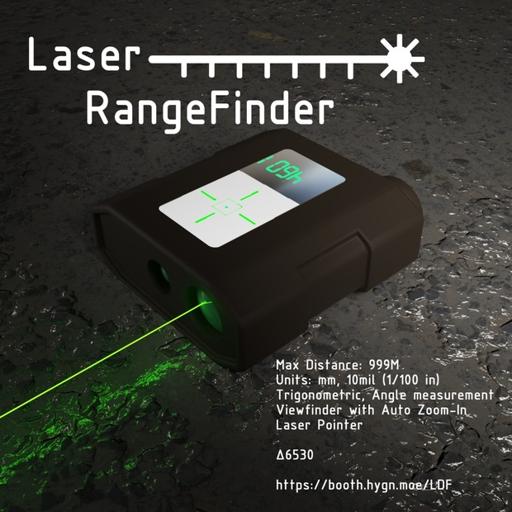 Laser
RangeFinder
Max Distance: 999M
Units: mm, 10mil (1/100 in)
Trigonometric, Angle measurement
Viewfinder with Auto Zoom-In
Laser Pointer
Δ6530
https://booth.hygn.moe/LDF